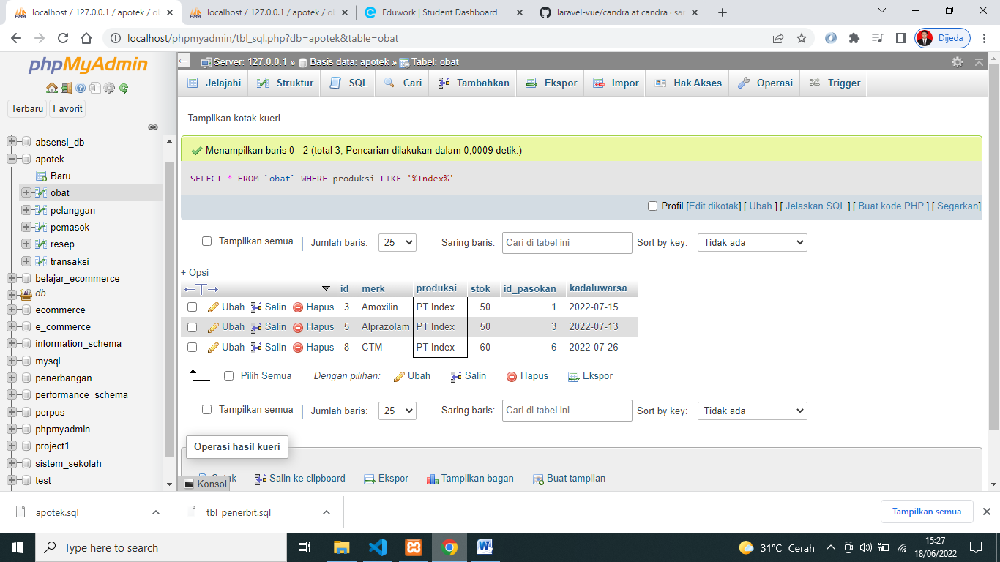 localhost / 127.0.0.1 / apotek / o
localhost / 127.0.0.1 / apotek / ob
Eduwork | Student Dashboard
laravel-vue/candra at candra · sar
localhost/phpmyadmin/tbl_sql.php?db=apotek&table=obat
Dijeda
phpMyAdmin
Terbaru
Favorit
absensi_db
apotek
Baru
obat
pelanggan
pemasok
resep
transaksi
belajar_ecommerce
db
ecommerce
e_commerce
information_schema
mysql
penerbangan
performance_schema
perpus
phpmyadmin
project1
sistem_sekolah
test
Server: 127.0.0.1 » Basis data: apotek » Tabel: obat
Jelajahi Struktur SQL Cari Tambahkan Ekspor Impor Hak Akses Operasi Trigger
Tampilkan kotak kueri
Menampilkan baris 0 - 2 (total 3, Pencarian dilakukan dalam 0,0009 detik.)
SELECT * FROM `obat` WHERE produksi LIKE '%Index%'
Profil [Edit dikotak] [ Ubah ] [ Jelaskan SQL ] [ Buat kode PHP ] [ Segarkan]
Tampilkan semua | Jumlah baris: 25 Saring baris: Cari di tabel ini Sort by key: Tidak ada
+ Opsi
←T→ id merk produksi stok id_pasokan kadaluwarsa
Ubah Salin Hapus 3 Amoxilin PT Index 50 1 2022-07-15
Ubah Salin Hapus 5 Alprazolam PT Index 50 3 2022-07-13
Ubah Salin Hapus 8 CTM PT Index 60 6 2022-07-26
Pilih Semua Dengan pilihan: Ubah Salin Hapus Ekspor
Tampilkan semua | Jumlah baris: 25 Saring baris: Cari di tabel ini Sort by key: Tidak ada
Operasi hasil kueri
Salin ke clipboard Ekspor Tampilkan bagan Buat tampilan
Konsol
apotek.sql
tbl_penerbit.sql
Tampilkan semua
Type here to search
31°C Cerah
15:27
18/06/2022